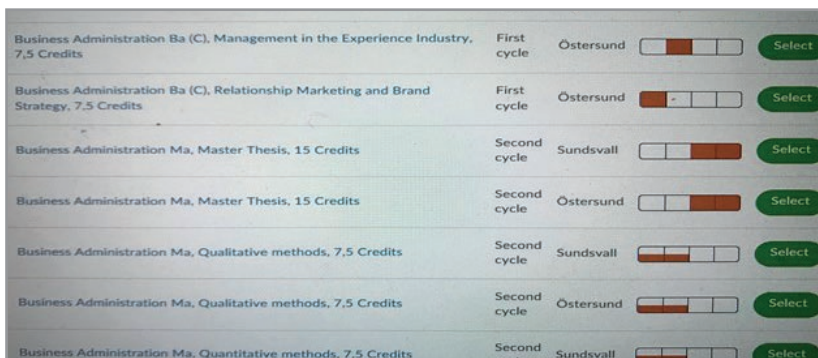 Business Administration Ba (C), Management in the Experience Industry,
7,5 Credits
First
cycle
Östersund
Select
Business Administration Ba (C), Relationship Marketing and Brand
Strategy, 7,5 Credits
First
cycle
Östersund
Select
Business Administration Ma, Master Thesis, 15 Credits
Second
cycle
Sundsvall
Select
Business Administration Ma, Master Thesis, 15 Credits
Second
cycle
Östersund
Select
Business Administration Ma, Qualitative methods, 7,5 Credits
Second
cycle
Sundsvall
Select
Business Administration Ma, Qualitative methods, 7,5 Credits
Second
cycle
Östersund
Select
Business Administration Ma, Quantitative methods, 7,5 Credits
Second
Sundsvall
Select